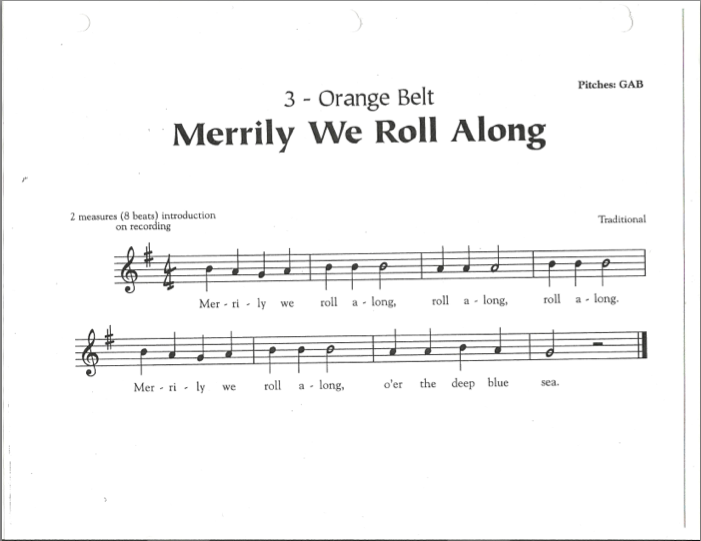 Pitches: GAB
3 - Orange Belt
Merrily We Roll Along
2 measures (8 beats) introduction
on recording
Traditional
Mer - ri - ly we roll a - long, roll a - long, roll a - long.
Mer - ri - ly we roll a - long, o'er the deep blue sea.